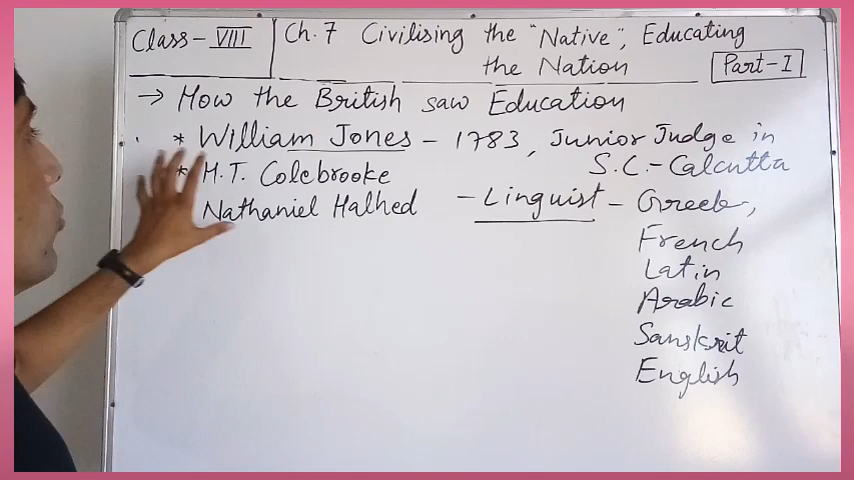 Class-VIII
Ch.7 Civilising the "Native", Educating
the Nation
Part-I
→ How the British saw Education
* William Jones - 1783, Junior Judge in
S.C.- Calcutta
* H.T. Colebrooke
Nathaniel Halhed - Linguist - Greek,
French
Latin
Arabic
Sanskrit
English